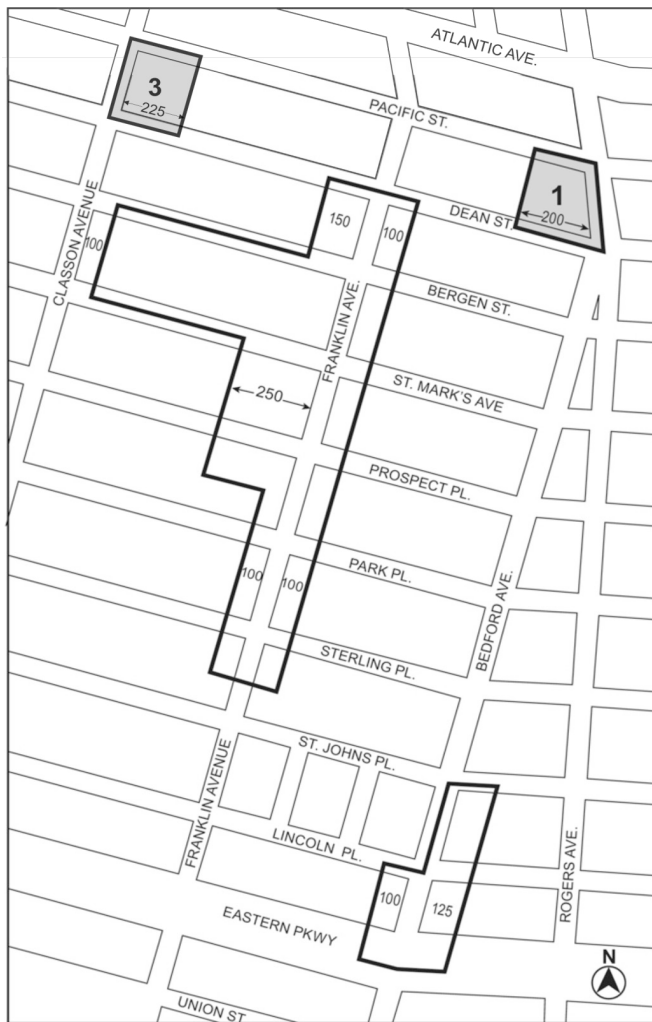 ATLANTIC AVE.
3
225
PACIFIC ST.
1
200
DEAN ST.
150
100
100
CLASSON AVENUE
BERGEN ST.
FRANKLIN AVE.
250
ST. MARK'S AVE
PROSPECT PL.
PARK PL.
100
100
BEDFORD AVE.
STERLING PL.
ST. JOHNS PL.
FRANKLIN AVENUE
LINCOLN PL.
ROGERS AVE.
100
125
EASTERN PKWY
N
UNION ST.